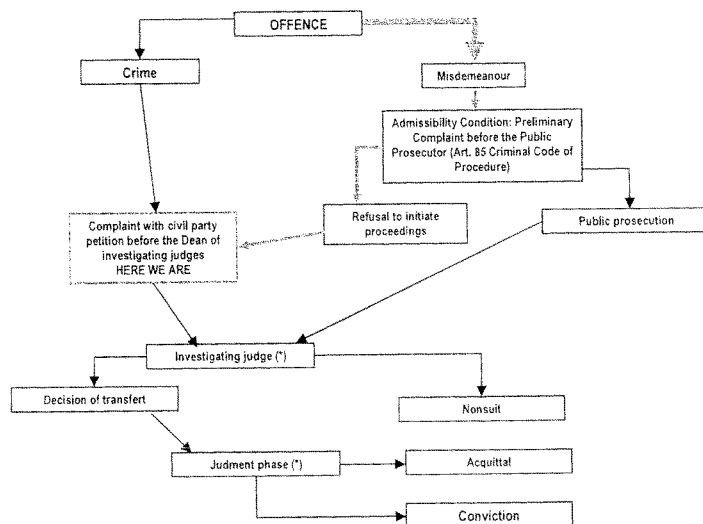 OFFENCE
Crime
Misdemeanour
Admissibility Condition: Preliminary
Complaint before the Public
Prosecutor (Art. 85 Criminal Code of
Procedure)
Complaint with civil party
petition before the Dean of
investigating judges
HERE WE ARE
Refusal to initiate
proceedings
Public prosecution
Investigating judge (*)
Decision of transfert
Nonsuit
Judgment phase (*)
Acquittal
Conviction